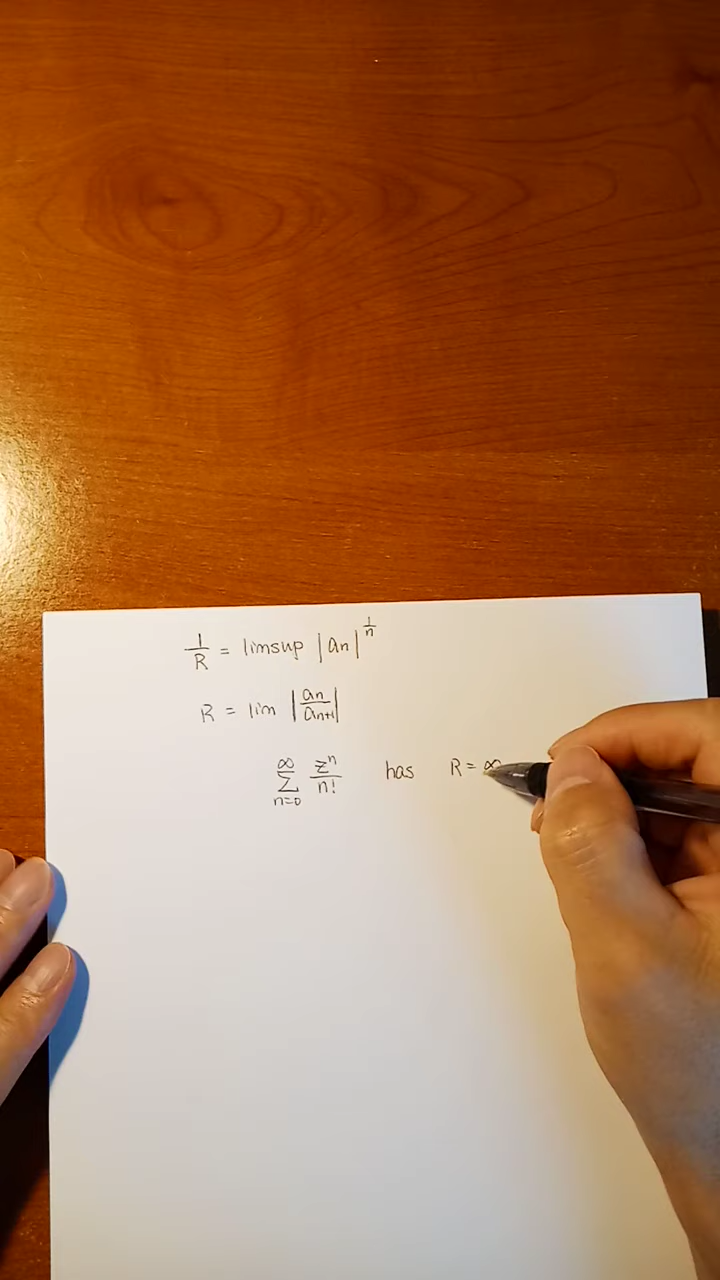 1/R = limsup |an|^1/n
R = lim |an/an+1|
∞∑n=0 z^n/n! has R = ∞